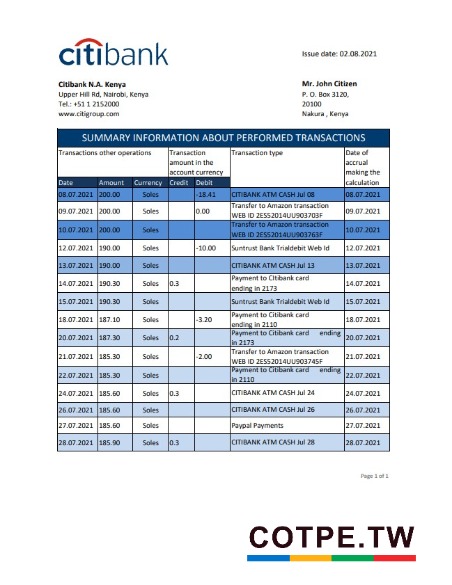 citibank
Issue date: 02.08.2021
Citibank N.A. Kenya
Upper Hill Rd, Nairobi, Kenya
Tel.: +51 1 2152000
www.citigroup.com
Mr. John Citizen
P. O. Box 3120,
20100
Nakura , Kenya
SUMMARY INFORMATION ABOUT PERFORMED TRANSACTIONS
Transactions other operations
Transaction
amount in the
account currency
Transaction type
Date of
accrual
making the
calculation
Date Amount Currency Credit Debit
08.07.2021 200.00 Soles -18.41 CITIBANK ATM CASH Jul 08 08.07.2021
09.07.2021 200.00 Soles 0.00 Transfer to Amazon transaction
WEB ID 2ES52014UU903703F 09.07.2021
10.07.2021 200.00 Soles Transfer to Amazon transaction
WEB ID 2ES52014UU903763F 10.07.2021
12.07.2021 190.00 Soles -10.00 Suntrust Bank Trialdebit Web Id 12.07.2021
13.07.2021 190.00 Soles CITIBANK ATM CASH Jul 13 13.07.2021
14.07.2021 190.30 Soles 0.3 Payment to Citibank card
ending in 2173 14.07.2021
15.07.2021 190.30 Soles Suntrust Bank Trialdebit Web Id 15.07.2021
18.07.2021 187.10 Soles -3.20 Payment to Citibank card
ending in 2110 18.07.2021
20.07.2021 187.30 Soles 0.2 Payment to Citibank card ending
in 2173 20.07.2021
21.07.2021 185.30 Soles -2.00 Transfer to Amazon transaction
WEB ID 2ES52014UU903745F 21.07.2021
22.07.2021 185.30 Soles Payment to Citibank card ending
in 2110 22.07.2021
24.07.2021 185.60 Soles 0.3 CITIBANK ATM CASH Jul 24 24.07.2021
26.07.2021 185.60 Soles CITIBANK ATM CASH Jul 26 26.07.2021
27.07.2021 185.60 Soles Paypal Payments 27.07.2021
28.07.2021 185.90 Soles 0.3 CITIBANK ATM CASH Jul 28 28.07.2021
Page 1 of 1
COTPE.TW